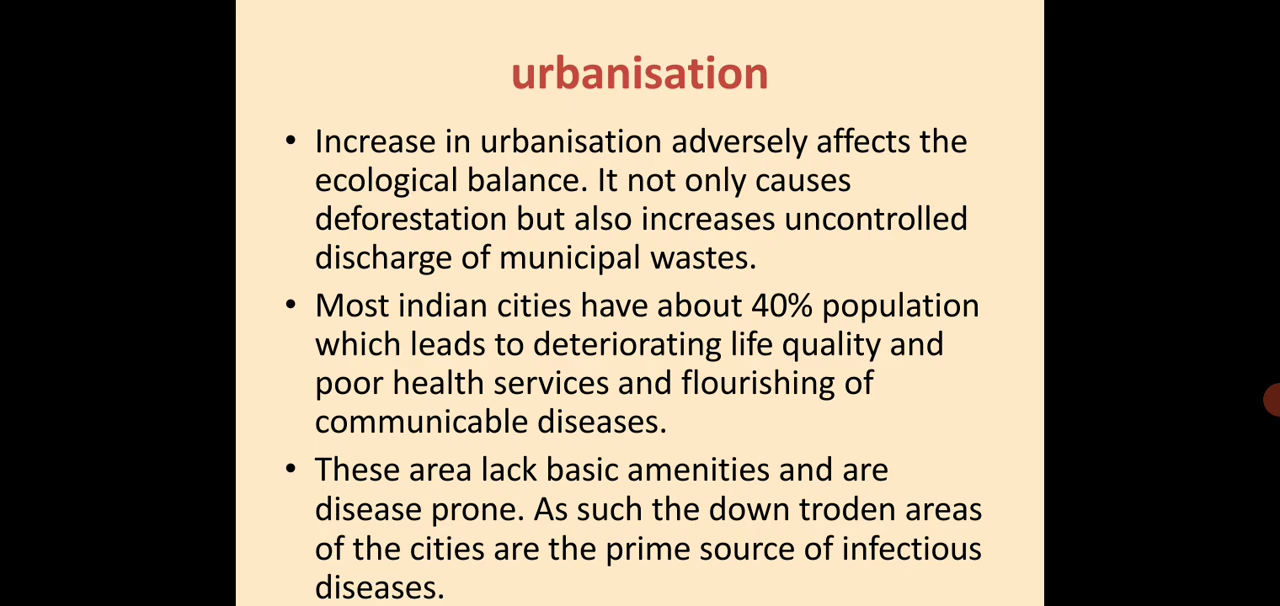 urbanisation
• Increase in urbanisation adversely affects the
ecological balance. It not only causes
deforestation but also increases uncontrolled
discharge of municipal wastes.
• Most indian cities have about 40% population
which leads to deteriorating life quality and
poor health services and flourishing of
communicable diseases.
• These area lack basic amenities and are
disease prone. As such the down troden areas
of the cities are the prime source of infectious
diseases.